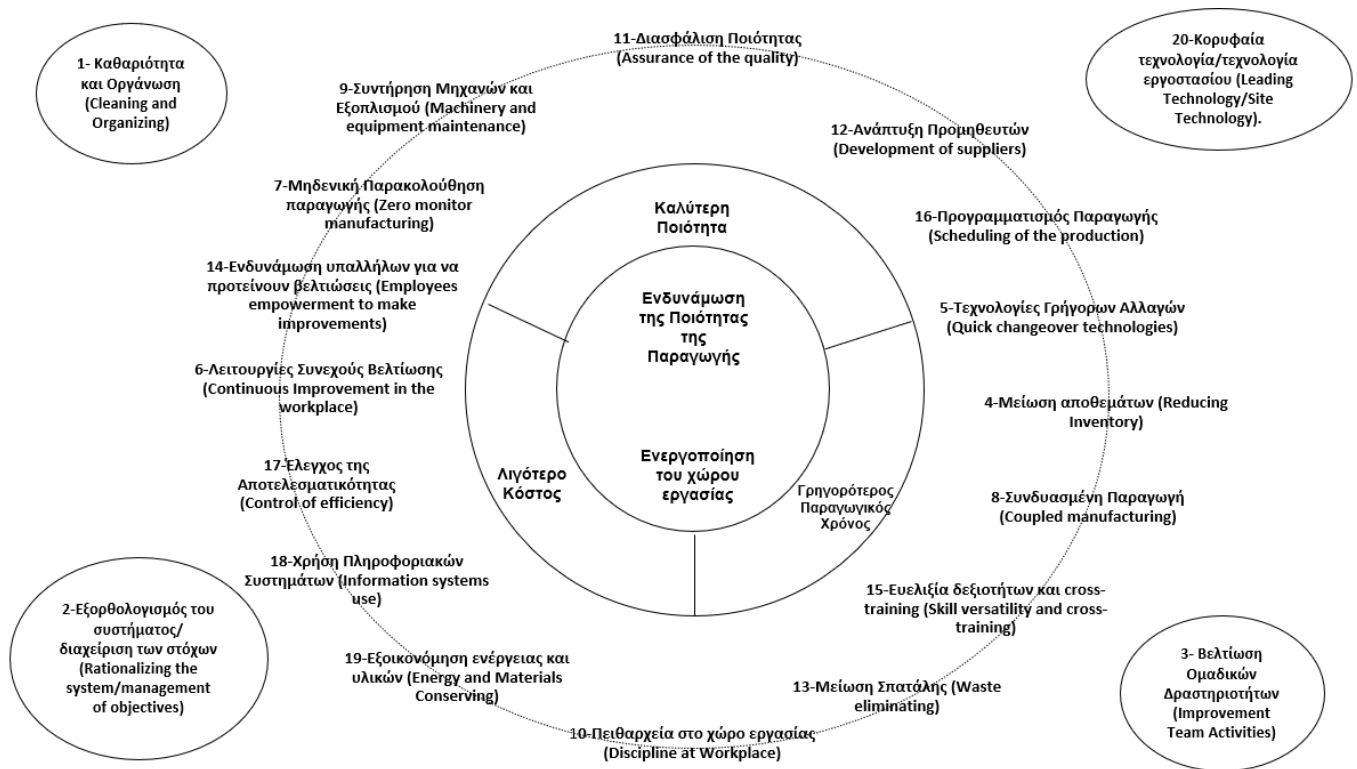 1- Καθαριότητα
και Οργάνωση
(Cleaning and
Organizing)
11-Διασφάλιση Ποιότητας
(Assurance of the quality)
20-Κορυφαία
τεχνολογία/τεχνολογία
εργοστασίου (Leading
Technology/Site
Technology).
9-Συντήρηση Μηχανών και
Εξοπλισμού (Machinery and
equipment maintenance)
12-Ανάπτυξη Προμηθευτών
(Development of suppliers)
7-Μηδενική Παρακολούθηση
παραγωγής (Zero monitor
manufacturing)
Καλύτερη
Ποιότητα
16-Προγραμματισμός Παραγωγής
(Scheduling of the production)
14-Ενδυνάμωση υπαλλήλων για να
προτείνουν βελτιώσεις (Employees
empowerment to make
improvements)
Ενδυνάμωση
της Ποιότητας
της
Παραγωγής
5-Τεχνολογίες Γρήγορων Αλλαγών
(Quick changeover technologies)
6-Λειτουργίες Συνεχούς Βελτίωσης
(Continuous Improvement in the
workplace)
4-Μείωση αποθεμάτων (Reducing
Inventory)
17-Έλεγχος της
Αποτελεσματικότητας
(Control of efficiency)
Λιγότερο
Κόστος
Ενεργοποίηση
του χώρου
εργασίας
Γρηγορότερος
Παραγωγικός
Χρόνος
8-Συνδυασμένη Παραγωγή
(Coupled manufacturing)
18-Χρήση Πληροφοριακών
Συστημάτων (Information systems
use)
15-Ευελιξία δεξιοτήτων και cross-
training (Skill versatility and cross-
training)
2-Εξορθολογισμός του
συστήματος/
διαχείριση των στόχων
(Rationalizing the
system/management
of objectives)
19-Εξοικονόμηση ενέργειας και
υλικών (Energy and Materials
Conserving)
13-Μείωση Σπατάλης (Waste
eliminating)
3- Βελτίωση
Ομαδικών
Δραστηριοτήτων
(Improvement
Team Activities)
10-Πειθαρχεία στο χώρο εργασίας
(Discipline at Workplace)